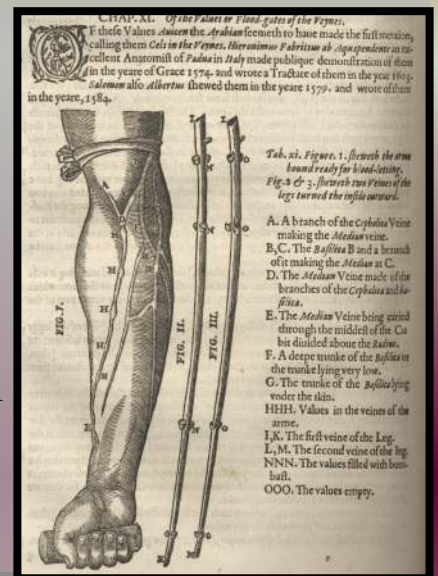 CHAP. XI. Of the Values or Flood-gates of the Veynes.
OF these Values Auicen the Arabian seemeth to haue made the first mention,
calling them Cels in the Veynes. Hieronimus Fabritius ab Aquapendente an ex-
cellent Anatomist of Padua in Italy made publique demonstration of them
in the yeare of Grace 1574. and wrote a Tractate of them in the year 1603.
Salomon also Albertus shewed them in the yeare 1579. and wrote of them
in the yeare, 1584.
Tab. xi. Figure. 1. sheweth the arme
bound ready for blood-letting.
Fig. 2 & 3. sheweth two Veines of the
legs turned the inside outward.
A. A branch of the Cephalica Veine
making the Median veine.
B, C. The Basilica B and a branch
of it making the Median at C.
D. The Median Veine made of the
branches of the Cephalica and ba-
silica.
E. The Median Veine being caried
through the middest of the Cu
bit diuided aboue the Radius.
F. A deepe trunke of the Basilica or
the trunke lying very low.
G. The trunke of the Basilica lying
vnder the skin.
HHH. Values in the veines of the
arme.
I, K. The first veine of the Leg.
L, M. The second veine of the leg.
NNN. The values filled with bom-
bast.
OOO. The values empty.
FIG. I.
FIG. II.
FIG. III.